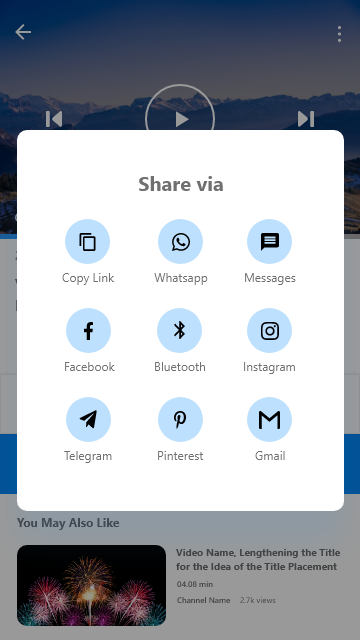 Share via
Copy Link
Whatsapp
Messages
Facebook
Bluetooth
Instagram
Telegram
Pinterest
Gmail
You May Also Like
Video Name, Lengthening the Title
for the Idea of the Title Placement
04.08 min
Channel Name 2.7k views